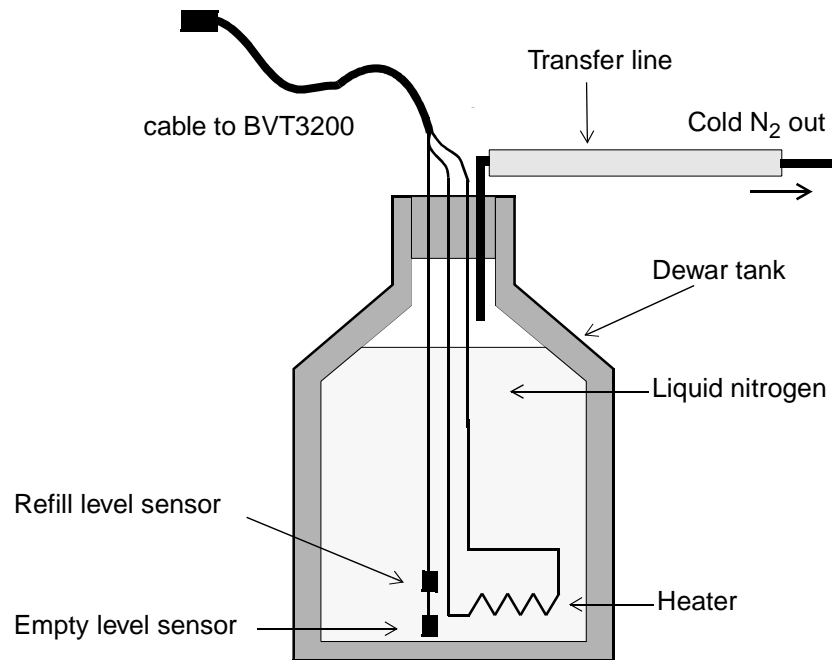 Transfer line
cable to BVT3200
Cold N₂ out
Dewar tank
Liquid nitrogen
Refill level sensor
Heater
Empty level sensor